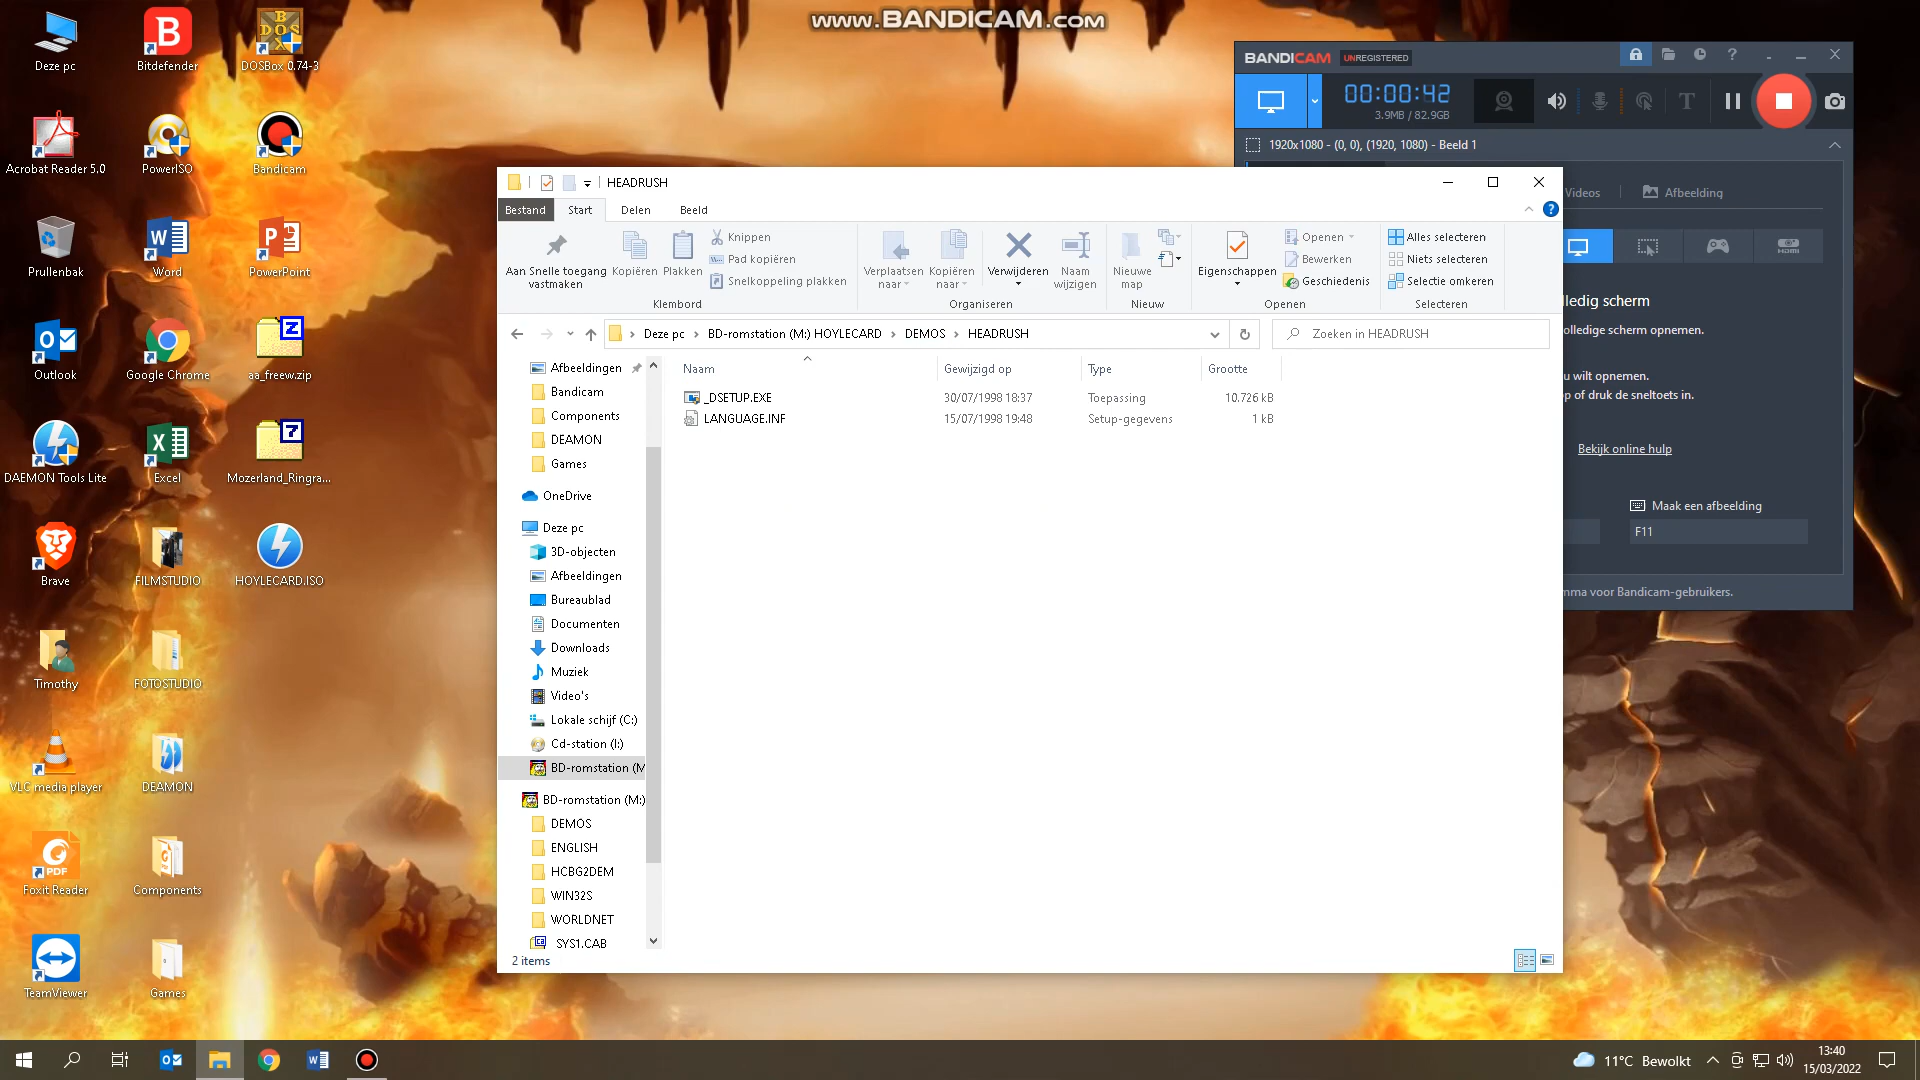 www.BANDICAM.com
Deze pc
Bitdefender
DOSBox 0.74-3
Acrobat Reader 5.0
PowerISO
Bandicam
Prullenbak
Word
PowerPoint
Outlook
Google Chrome
aa_freew.zip
DAEMON Tools Lite
Excel
Mozerland_Ringra...
Brave
FILMSTUDIO
HOYLECARD.ISO
Timothy
FOTOSTUDIO
VLC media player
DEAMON
Foxit Reader
Components
TeamViewer
Games
BANDICAM UNREGISTERED
00:00:42
3.9MB / 82.9GB
1920x1080 - (0, 0), (1920, 1080) - Beeld 1
Videos
Afbeelding
lledig scherm
olledige scherm opnemen.
u wilt opnemen.
p of druk de sneltoets in.
Bekijk online hulp
Maak een afbeelding
F11
mma voor Bandicam-gebruikers.
HEADRUSH
Bestand
Start
Delen
Beeld
Aan Snelle toegang
vastmaken
Kopiëren
Plakken
Knippen
Pad kopiëren
Snelkoppeling plakken
Klembord
Verplaatsen
naar
Kopiëren
naar
Verwijderen
Naam
wijzigen
Organiseren
Nieuwe
map
Nieuw
Eigenschappen
Openen
Bewerken
Geschiedenis
Openen
Alles selecteren
Niets selecteren
Selectie omkeren
Selecteren
Deze pc > BD-romstation (M:) HOYLECARD > DEMOS > HEADRUSH
Zoeken in HEADRUSH
Afbeeldingen
Bandicam
Components
DEAMON
Games
OneDrive
Deze pc
3D-objecten
Afbeeldingen
Bureaublad
Documenten
Downloads
Muziek
Video's
Lokale schijf (C:)
Cd-station (I:)
BD-romstation (M
BD-romstation (M:)
DEMOS
ENGLISH
HCBG2DEM
WIN32S
WORLDNET
_SYS1.CAB
Naam Gewijzigd op Type Grootte
_DSETUP.EXE 30/07/1998 18:37 Toepassing 10.726 kB
LANGUAGE.INF 15/07/1998 19:48 Setup-gegevens 1 kB
2 items
11°C Bewolkt
13:40
15/03/2022